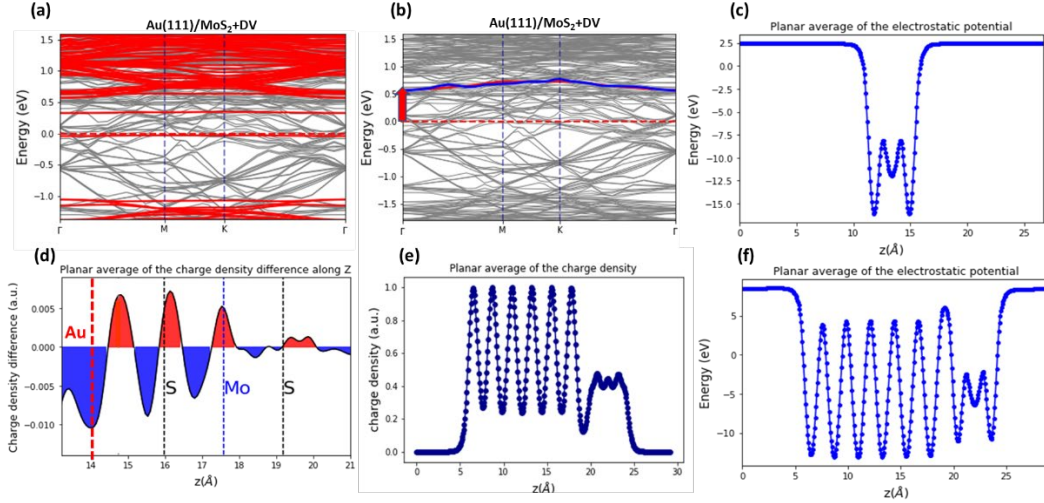 (a)
Au(111)/MoS₂+DV
Energy (eV)
1.5
1.0
0.5
0.0
−0.5
−1.0
Γ M K Γ
(b)
Au(111)/MoS₂+DV
Energy (eV)
1.5
1.0
0.5
0.0
−0.5
−1.0
−1.5
Γ M K Γ
(c)
Planar average of the electrostatic potential
Energy (eV)
2.5
0.0
−2.5
−5.0
−7.5
−10.0
−12.5
−15.0
0 5 10 15 20 25
z(Å)
(d)
Planar average of the charge density difference along Z
Charge density difference (a.u.)
0.005
0.000
−0.005
−0.010
Au
S
Mo
S
14 15 16 17 18 19 20 21
z(Å)
(e)
Planar average of the charge density
charge density (a.u.)
1.0
0.8
0.6
0.4
0.2
0.0
0 5 10 15 20 25 30
z(Å)
(f)
Planar average of the electrostatic potential
Energy (eV)
5
0
−5
−10
0 5 10 15 20 25
z(Å)